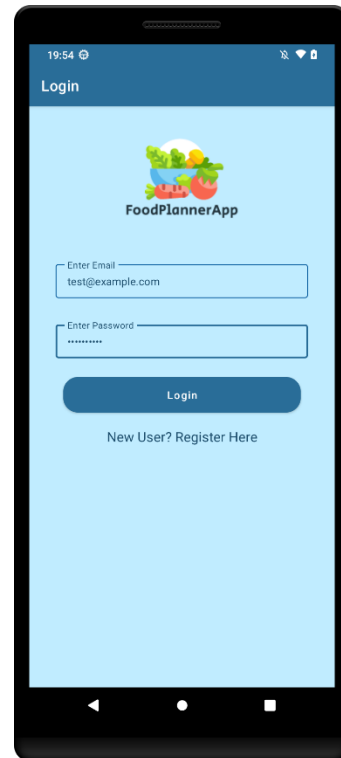 19:54
Login
FoodPlannerApp
Enter Email
test@example.com
Enter Password
••••••••••
Login
New User? Register Here